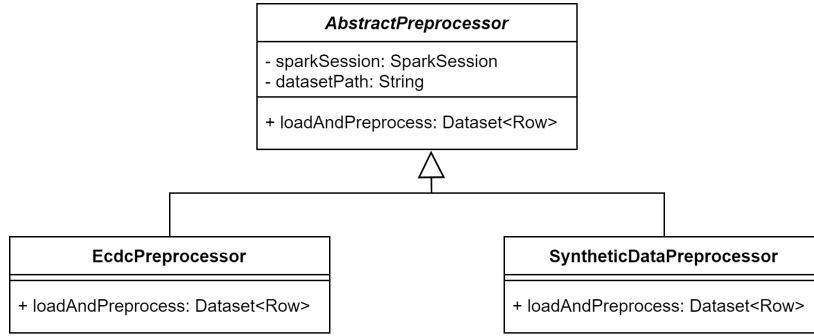 AbstractPreprocessor
- sparkSession: SparkSession
- datasetPath: String
+ loadAndPreprocess: Dataset<Row>
EcdcPreprocessor
+ loadAndPreprocess: Dataset<Row>
SyntheticDataPreprocessor
+ loadAndPreprocess: Dataset<Row>